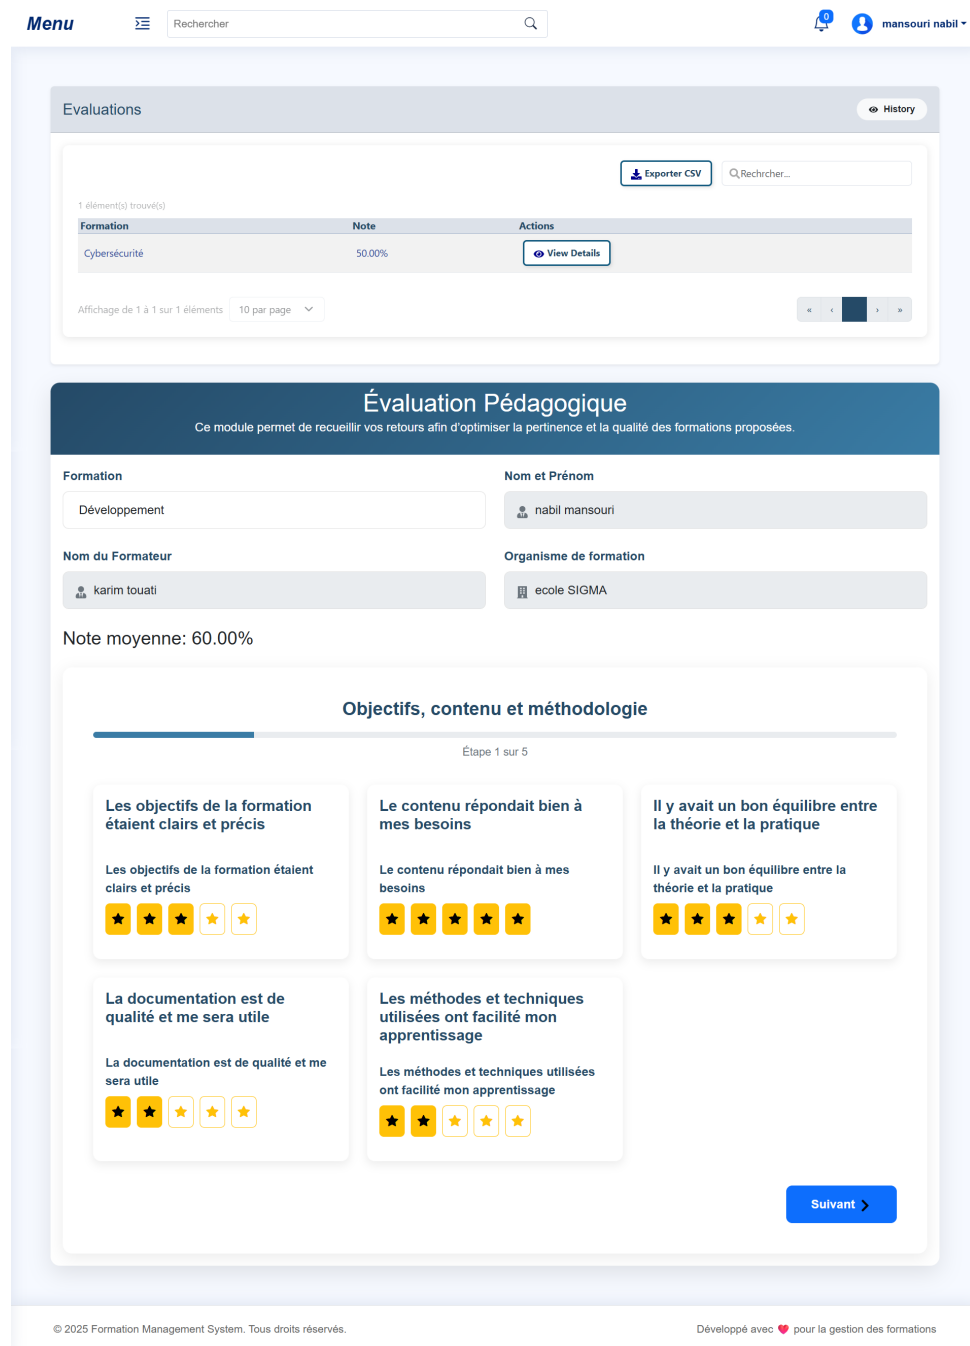 Menu
Rechercher
0
mansouri nabil
Evaluations
History
Exporter CSV
Rechrcher...
1 élément(s) trouvé(s)
Formation Note Actions
Cybersécurité 50.00% View Details
Affichage de 1 à 1 sur 1 éléments 10 par page
« ‹ › »
Évaluation Pédagogique
Ce module permet de recueillir vos retours afin d'optimiser la pertinence et la qualité des formations proposées.
Formation
Développement
Nom et Prénom
nabil mansouri
Nom du Formateur
karim touati
Organisme de formation
ecole SIGMA
Note moyenne: 60.00%
Objectifs, contenu et méthodologie
Étape 1 sur 5
Les objectifs de la formation
étaient clairs et précis
Les objectifs de la formation étaient
clairs et précis
Le contenu répondait bien à
mes besoins
Le contenu répondait bien à mes
besoins
Il y avait un bon équilibre entre
la théorie et la pratique
Il y avait un bon équilibre entre la
théorie et la pratique
La documentation est de
qualité et me sera utile
La documentation est de qualité et me
sera utile
Les méthodes et techniques
utilisées ont facilité mon
apprentissage
Les méthodes et techniques utilisées
ont facilité mon apprentissage
Suivant
© 2025 Formation Management System. Tous droits réservés.
Développé avec ❤ pour la gestion des formations